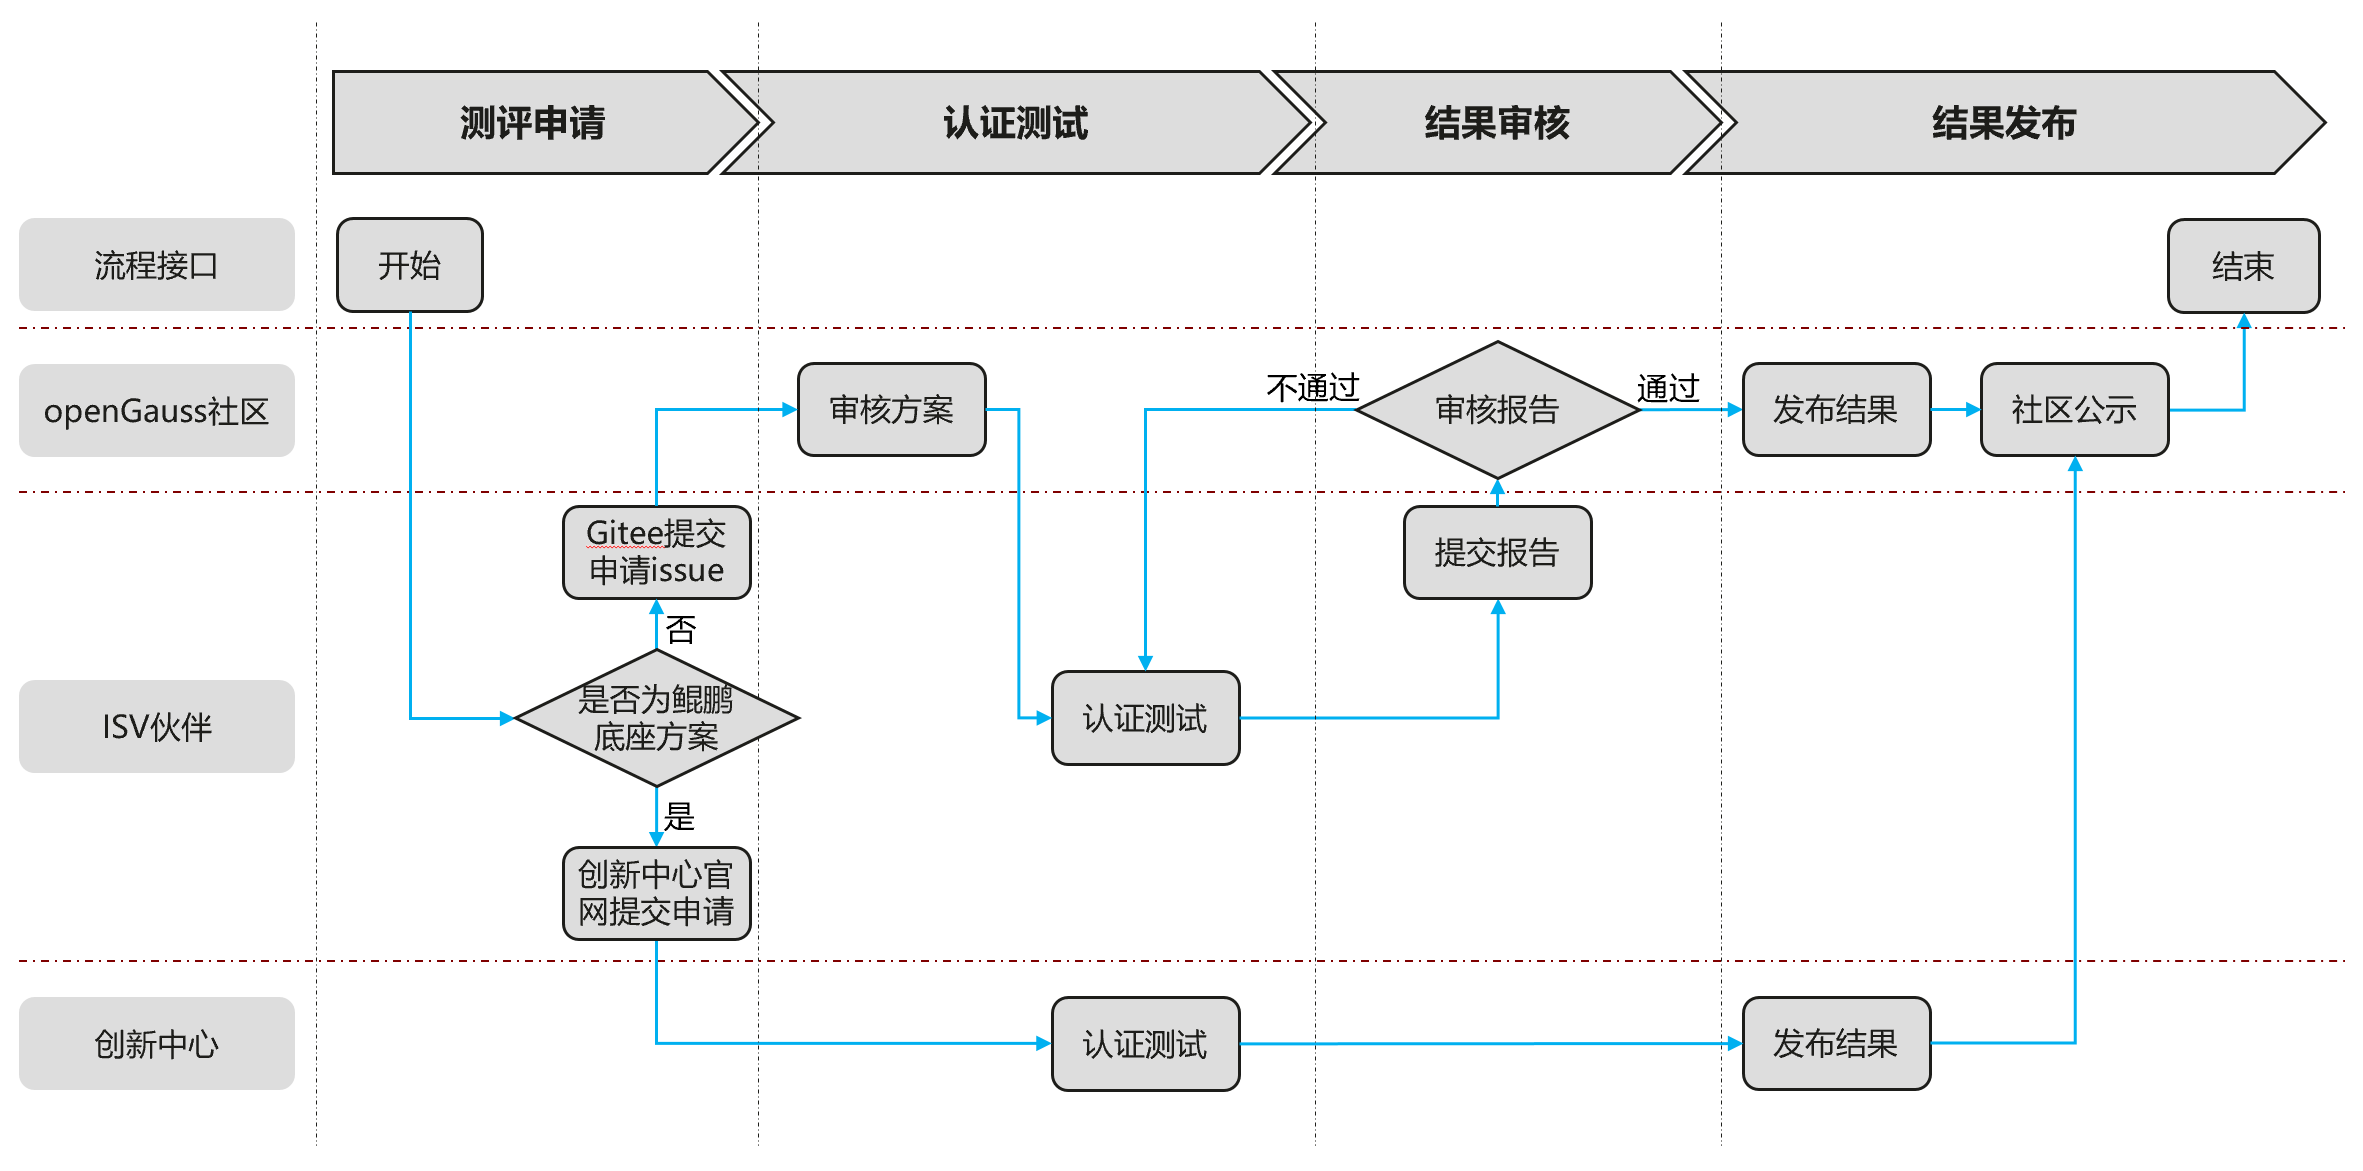 测评申请
认证测试
结果审核
结果发布
流程接口
开始
结束
openGauss社区
审核方案
不通过
审核报告
通过
发布结果
社区公示
Gitee提交
申请issue
提交报告
否
ISV伙伴
是否为鲲鹏
底座方案
认证测试
是
创新中心官
网提交申请
创新中心
认证测试
发布结果